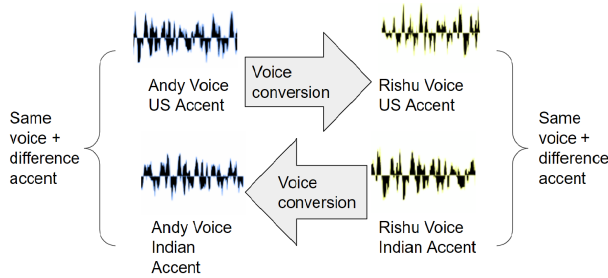 Same
voice +
difference
accent
Andy Voice
US Accent
Voice
conversion
Rishu Voice
US Accent
Andy Voice
Indian
Accent
Voice
conversion
Rishu Voice
Indian Accent
Same
voice +
difference
accent